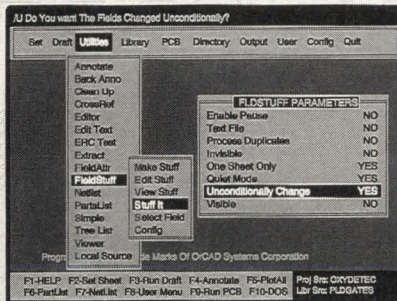 /U Do You want The Fields Changed Unconditionally?
Set Draft Utilities Library PCB Directory Output User Config Quit
Annotate
Back Anno
Clean Up
CrossRef
Editor
Edit Text
ERC Test
Extract
FieldAttr
FieldStuff
Netlist
PartsList
Simple
Tree List
Viewer
Local Source
Make Stuff
Edit Stuff
View Stuff
Stuff It
Select Field
Config
FLDSTUFF PARAMETERS
Enable Pause NO
Text File NO
Process Duplicates NO
Invisible NO
One Sheet Only YES
Quiet Mode YES
Unconditionally Change YES
Visible NO
Progr de Marks Of OrCAD Systems Corporation
F1-HELP F2-Set Sheet F3-Run Draft F4-Annotate F5-PlotAll
F6-PartList F7-NetList F8-User Menu F9-Run PCB F10-DOS
Proj Src: OXYDETEC
Libr Src: PLDGATES